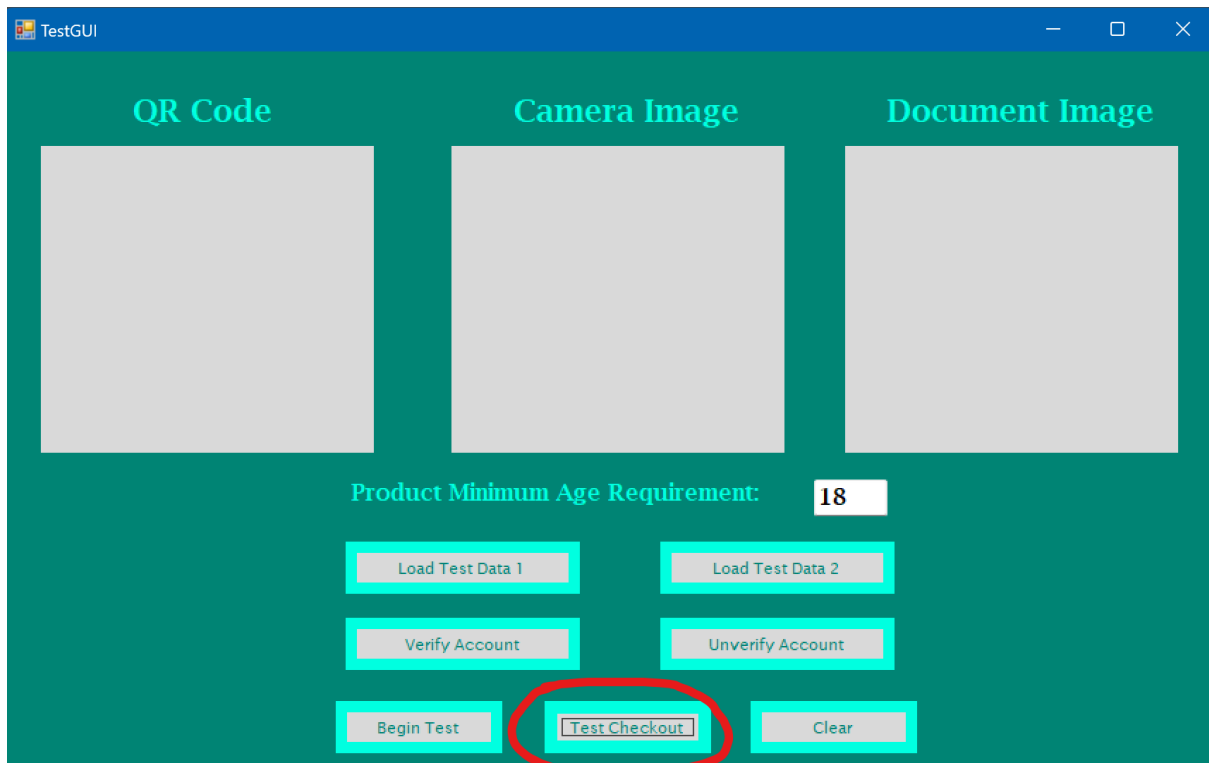 TestGUI
QR Code
Camera Image
Document Image
Product Minimum Age Requirement:
18
Load Test Data 1
Load Test Data 2
Verify Account
Unverify Account
Begin Test
Test Checkout
Clear